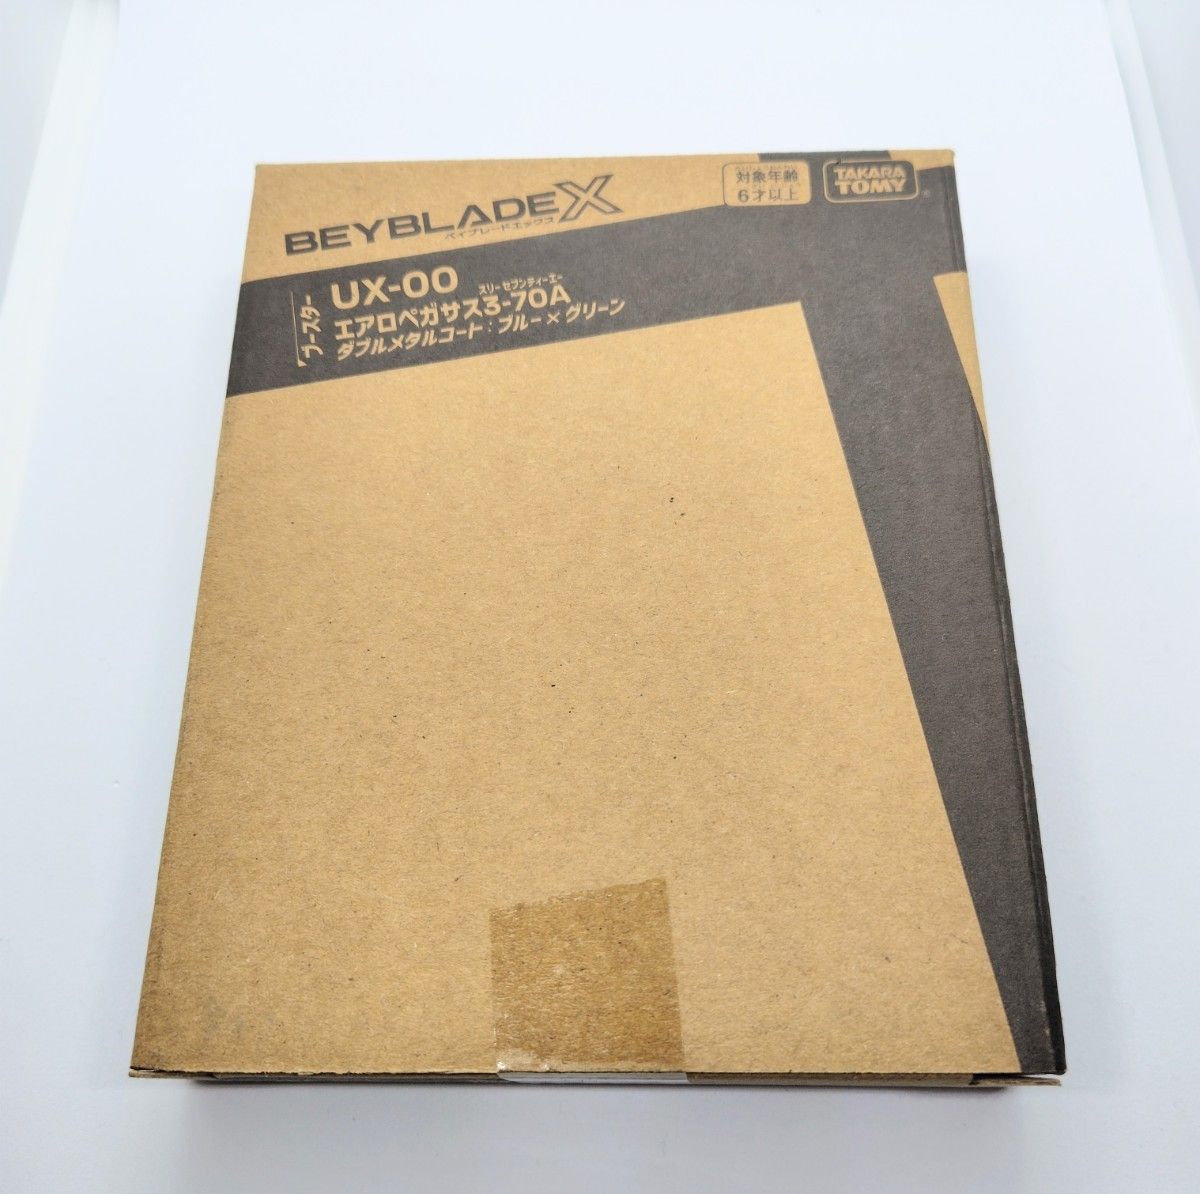 BEYBLADE X
ベイブレードエックス
対象年齢
6才以上
TAKARA
TOMY
ブースター
UX-00
スリーセブンティーエー
エアロペガサス3-70A
ダブルメタルコート：ブルー×グリーン